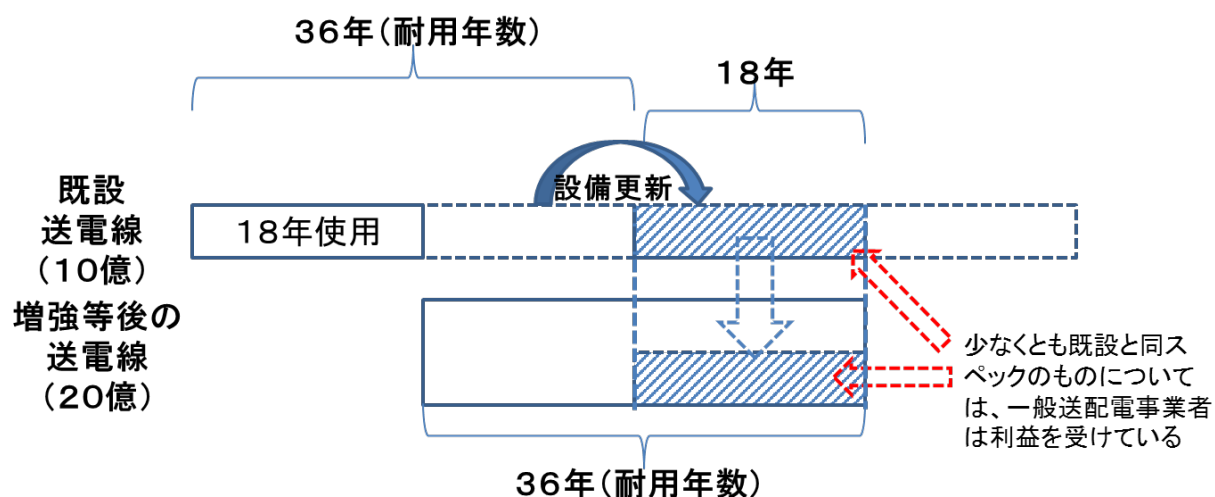 36年（耐用年数）
18年
設備更新
既設
送電線
（10億）
18年使用
増強等後の
送電線
（20億）
少なくとも既設と同ス
ペックのものについて
は、一般送配電事業者
は利益を受けている
36年（耐用年数）